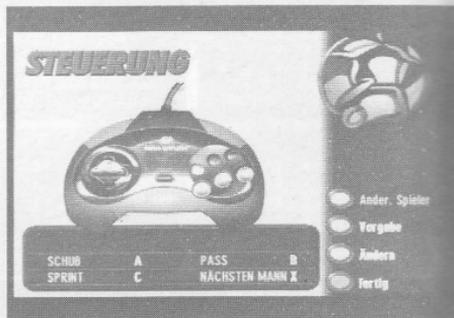 STEUERUNG
Ander. Spieler
Vorgabe
Ändern
Fertig
SCHUB A PASS B
SPRINT C NÄCHSTEN MANN X